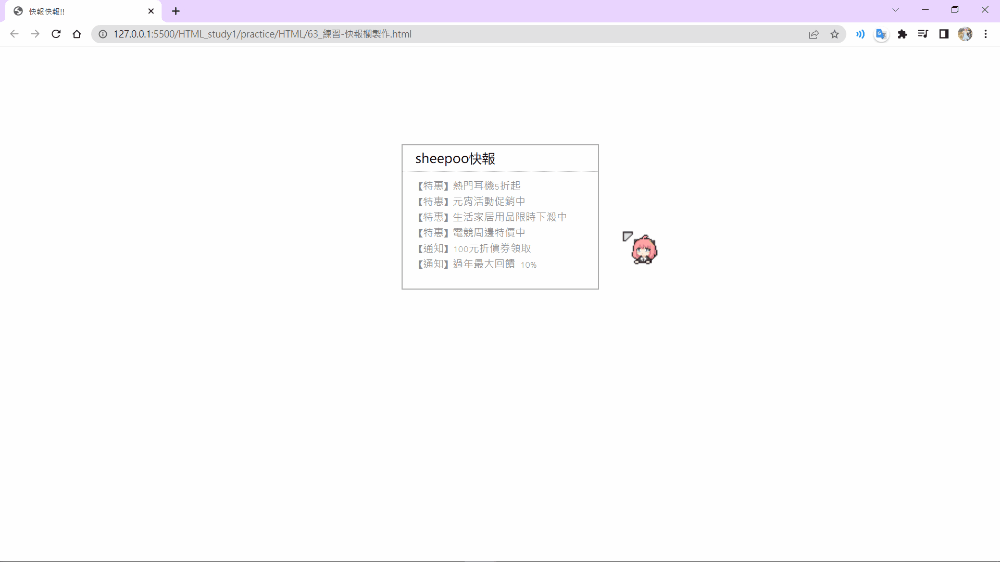 快報快報!!
127.0.0.1:5500/HTML_study1/practice/HTML/63_練習-快報欄製作.html
sheepoo快報
【特惠】熱門耳機5折起
【特惠】元宵活動促銷中
【特惠】生活家居用品限時下殺中
【特惠】電競周邊特價中
【通知】100元折價券領取
【通知】過年最大回饋 10%